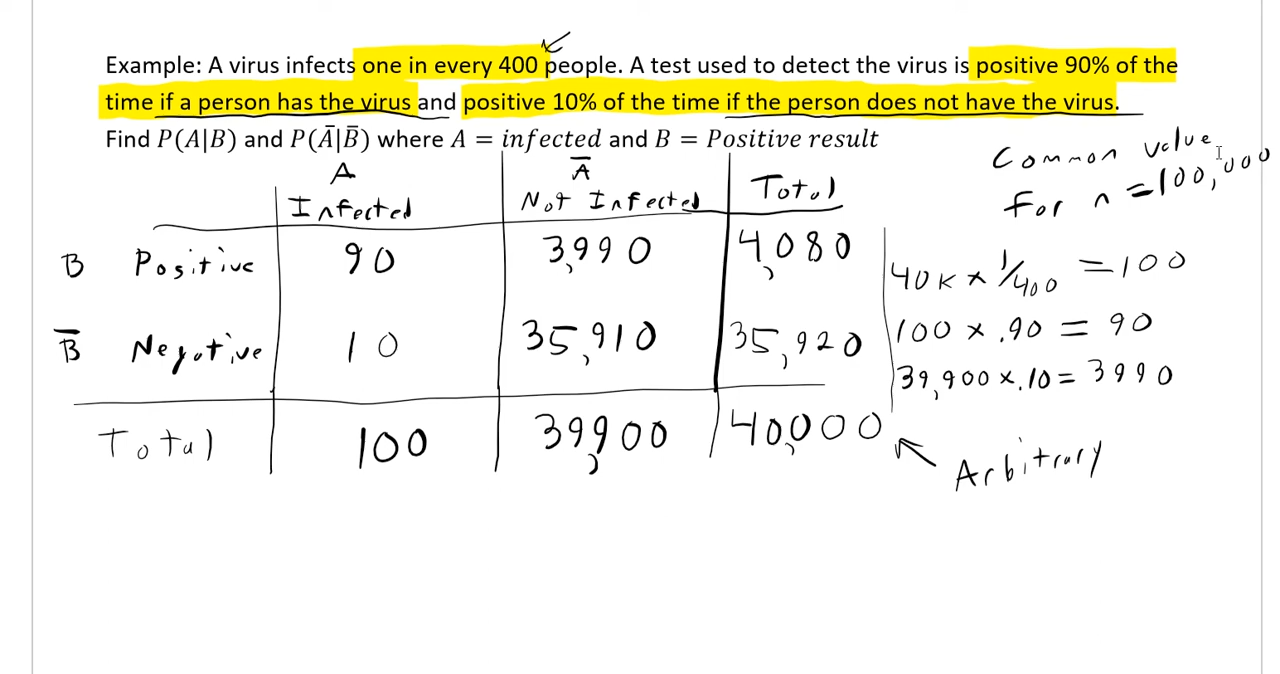 Example: A virus infects one in every 400 people. A test used to detect the virus is positive 90% of the
time if a person has the virus and positive 10% of the time if the person does not have the virus.
Find P(A|B) and P(Ā|B̄) where A = infected and B = Positive result
Common value
for n = 100,000
A Ā
Infected Not Infected Total
B Positive 90 3,990 4,080
B̄ Negative 10 35,910 35,920
Total 100 39,900 40,000
40K × 1/400 = 100
100 × .90 = 90
39,900 × .10 = 3990
Arbitrary